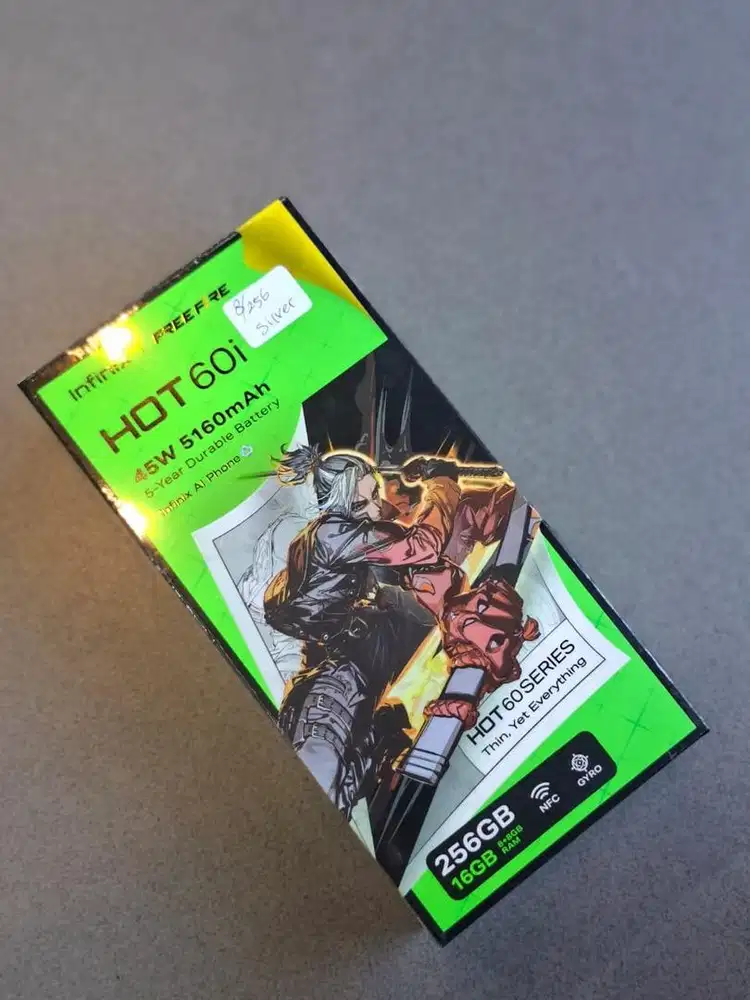 Infinix FREE FIRE
8/256
Silver
HOT 60i
45W 5160mAh
5-Year Durable Battery
Infinix AI Phone
HOT 60 SERIES
Thin, Yet Everything
256GB
16GB 8+8GB RAM
NFC
GYRO